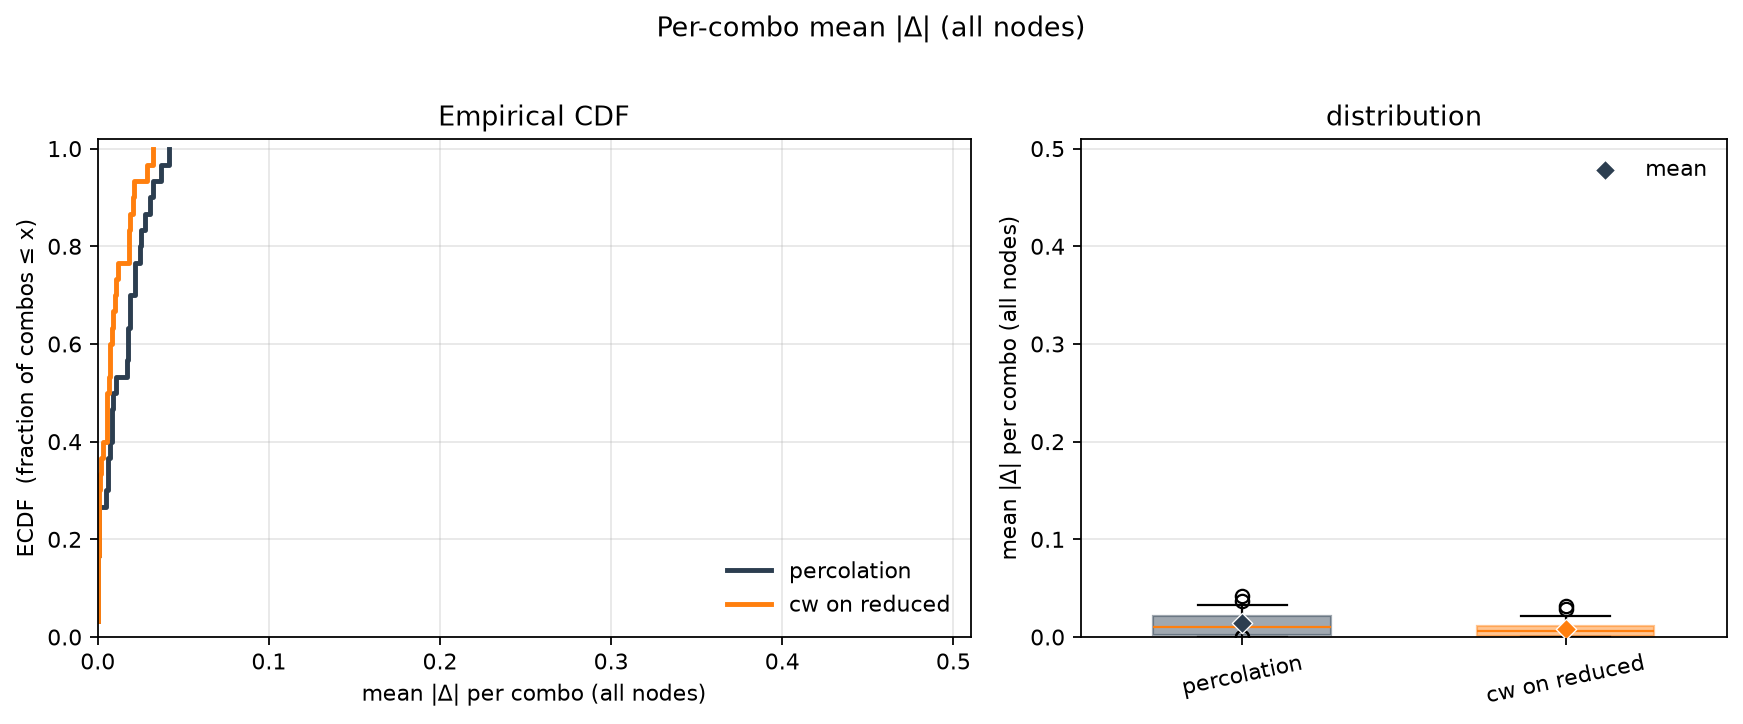 Per-combo mean |Δ| (all nodes)
Empirical CDF
ECDF  (fraction of combos ≤ x)
1.0
0.8
0.6
0.4
0.2
0.0
0.0 0.1 0.2 0.3 0.4 0.5
mean |Δ| per combo (all nodes)
percolation
cw on reduced
distribution
mean |Δ| per combo (all nodes)
0.5
0.4
0.3
0.2
0.1
0.0
mean
percolation
cw on reduced